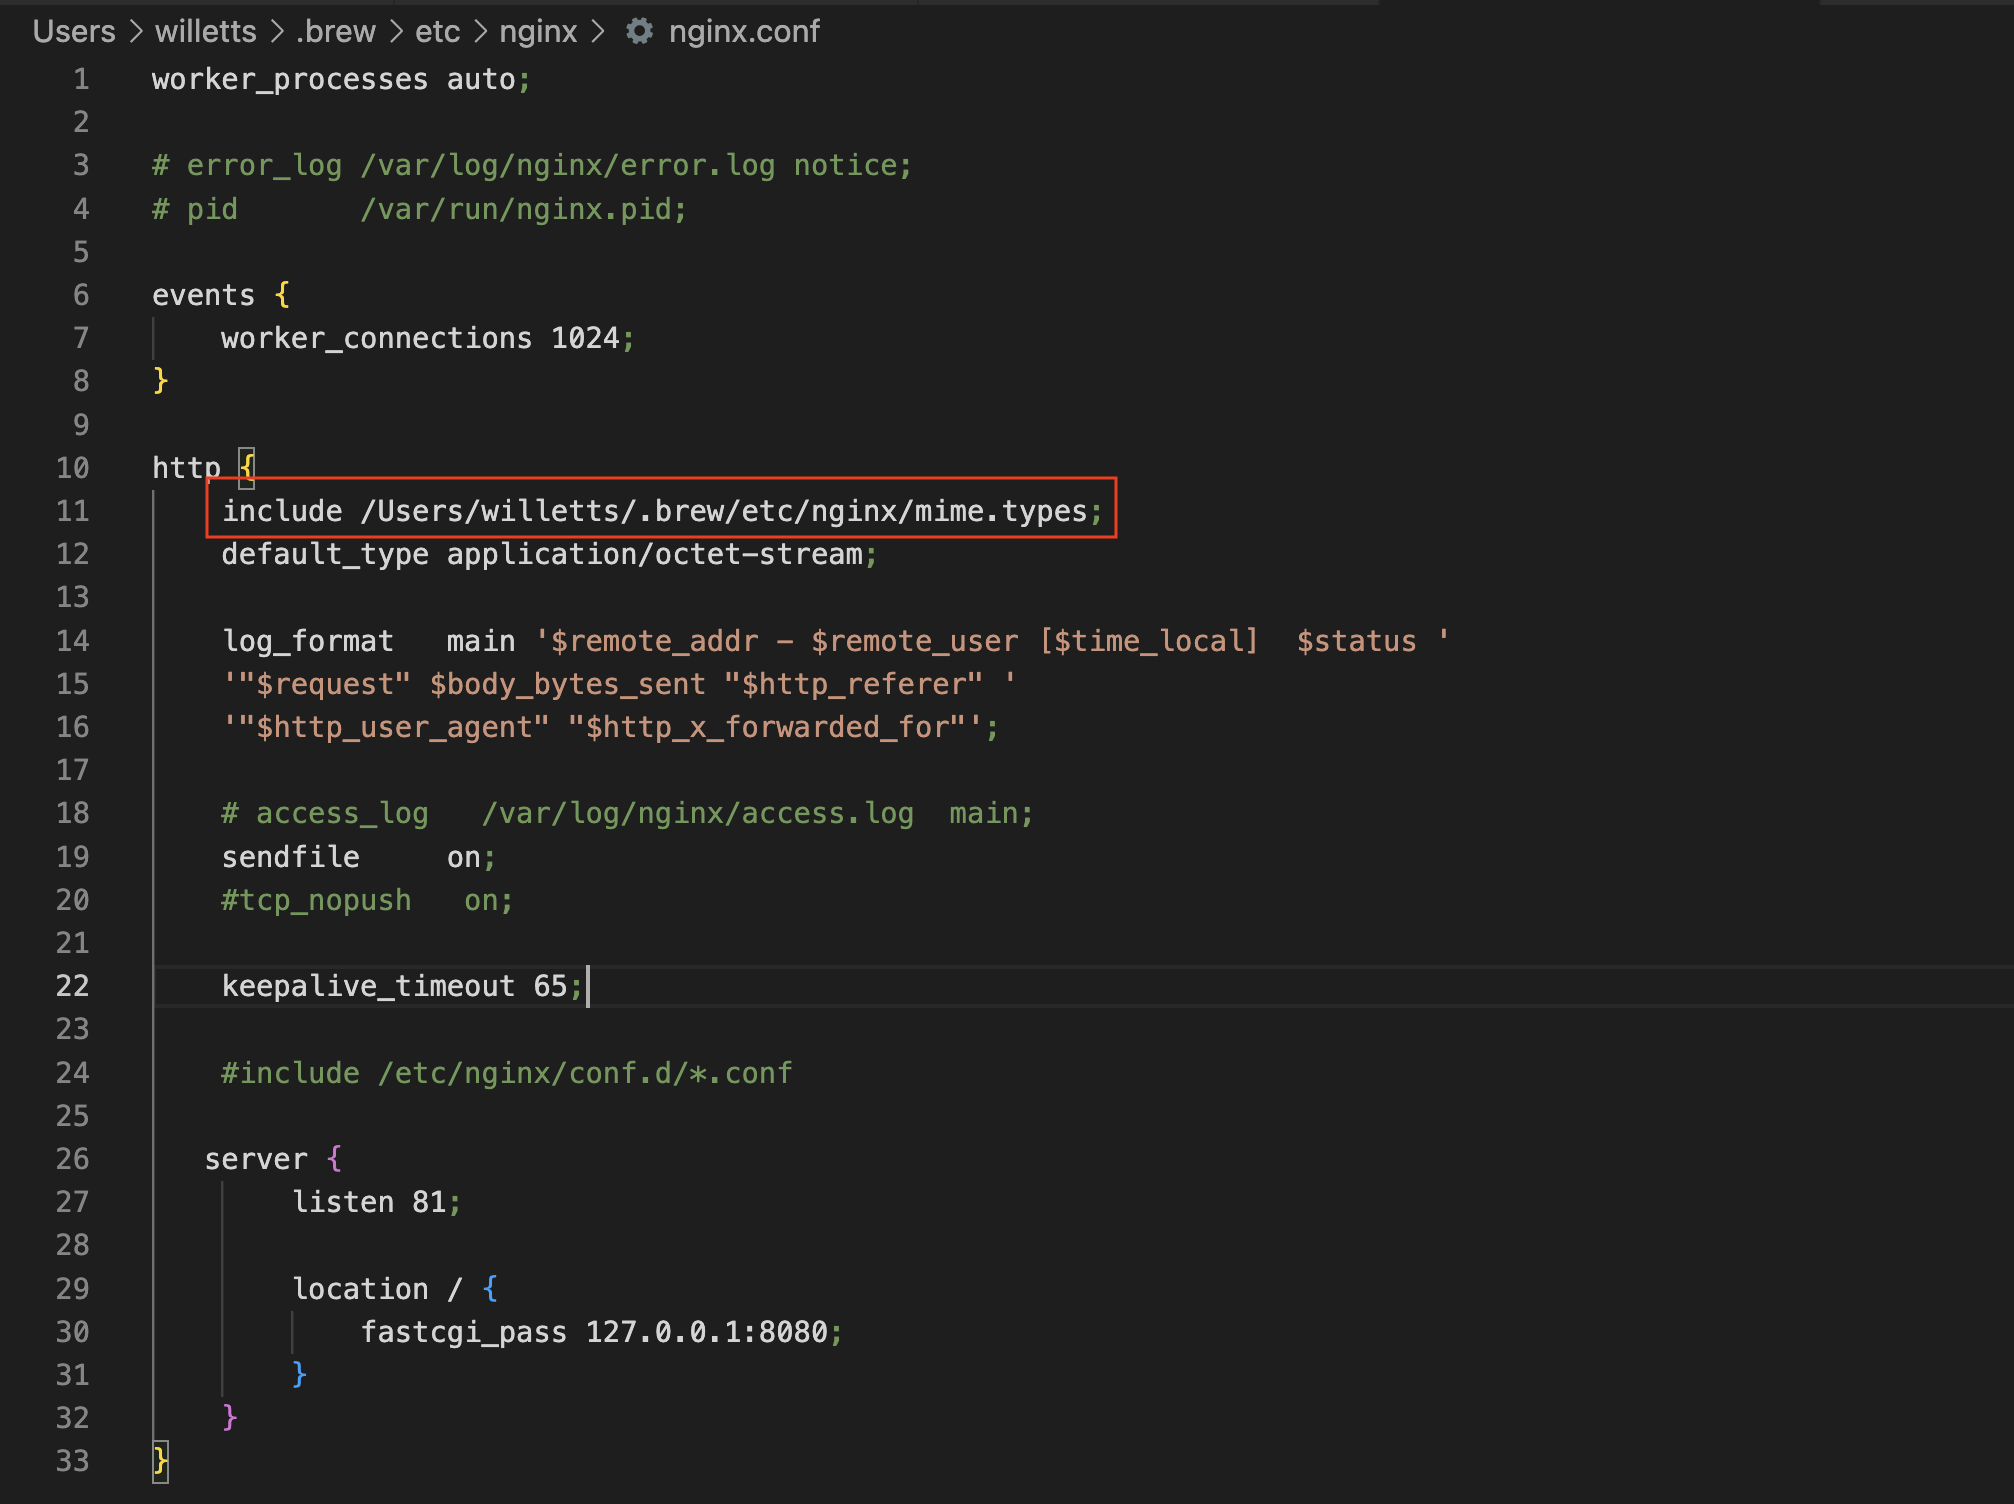 Users > willetts > .brew > etc > nginx > nginx.conf
1 worker_processes auto;
2
3 # error_log /var/log/nginx/error.log notice;
4 # pid       /var/run/nginx.pid;
5
6 events {
7     worker_connections 1024;
8 }
9
10 http {
11     include /Users/willetts/.brew/etc/nginx/mime.types;
12     default_type application/octet-stream;
13
14     log_format   main '$remote_addr - $remote_user [$time_local]  $status '
15     '"$request" $body_bytes_sent "$http_referer" '
16     '"$http_user_agent" "$http_x_forwarded_for"';
17
18     # access_log   /var/log/nginx/access.log  main;
19     sendfile     on;
20     #tcp_nopush   on;
21
22     keepalive_timeout 65;
23
24     #include /etc/nginx/conf.d/*.conf
25
26    server {
27         listen 81;
28
29         location / {
30             fastcgi_pass 127.0.0.1:8080;
31         }
32     }
33 }